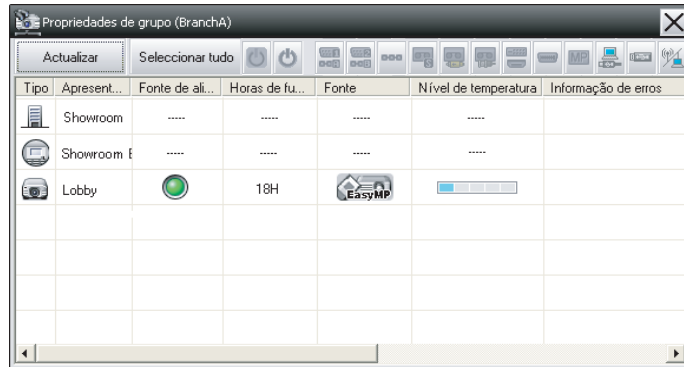 Propriedades de grupo (BranchA)
Actualizar Seleccionar tudo MP
Tipo Apresent... Fonte de ali... Horas de fu... Fonte Nível de temperatura Informação de erros
Showroom ----- ----- ----- -----
Showroom E ----- ----- ----- -----
Lobby 18H EasyMP